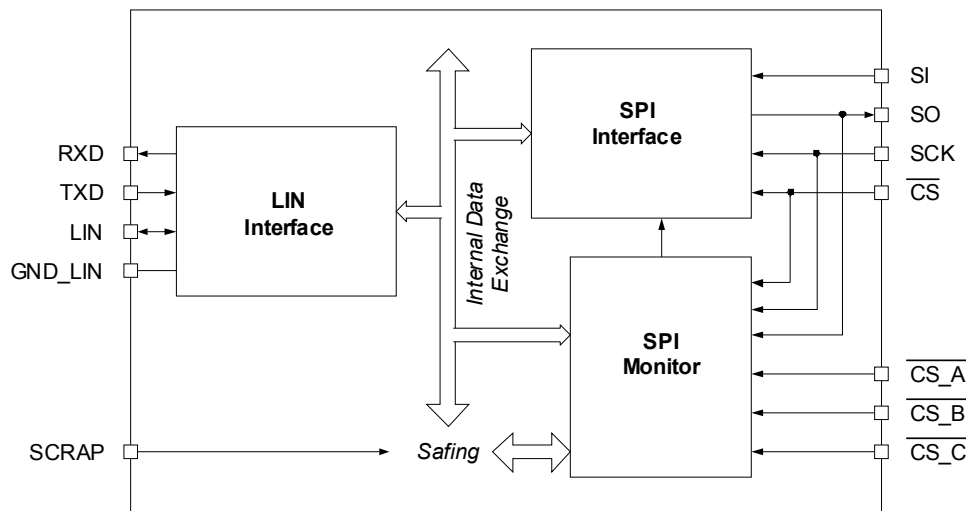 SI
SPI
Interface
SO
RXD
SCK
TXD
LIN
Interface
CS
LIN
Internal Data
Exchange
GND_LIN
SPI
Monitor
CS_A
CS_B
SCRAP
Safing
CS_C